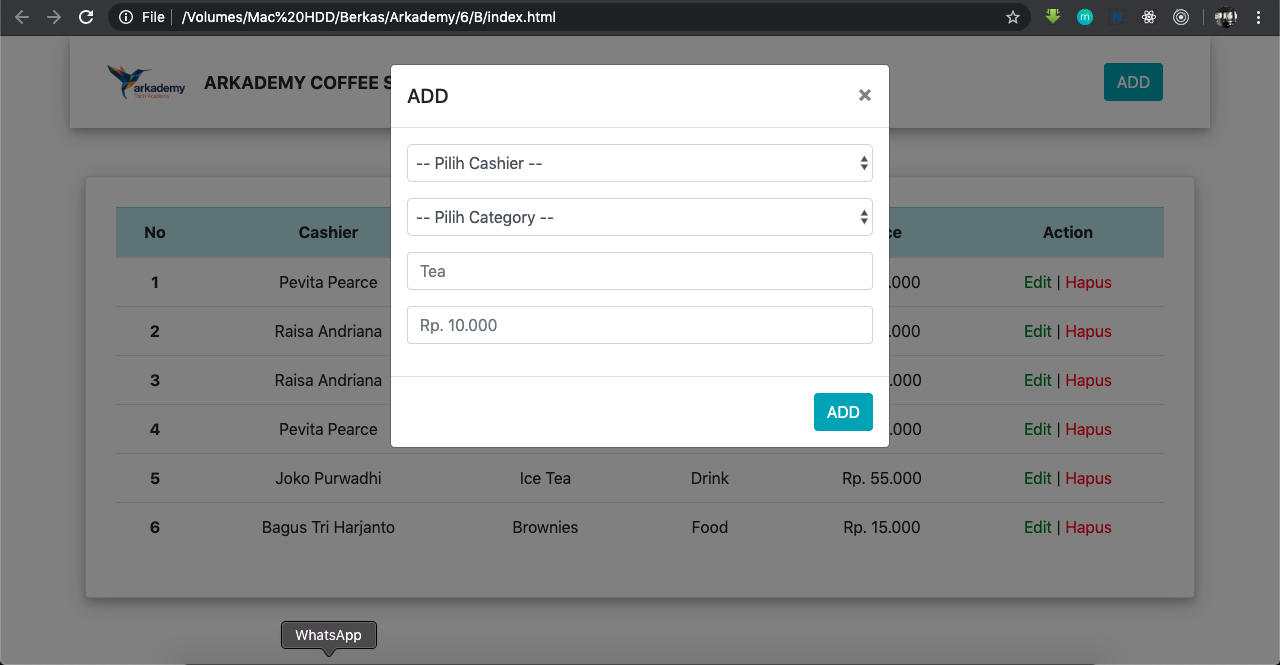 File /Volumes/Mac%20HDD/Berkas/Arkademy/6/B/index.html
m
N
arkademy
Tech Academy
ARKADEMY COFFEE S
ADD
ADD ×
-- Pilih Cashier --
-- Pilih Category --
Tea
Rp. 10.000
ADD
No Cashier ce Action
1 Pevita Pearce .000 Edit | Hapus
2 Raisa Andriana .000 Edit | Hapus
3 Raisa Andriana .000 Edit | Hapus
4 Pevita Pearce .000 Edit | Hapus
5 Joko Purwadhi Ice Tea Drink Rp. 55.000 Edit | Hapus
6 Bagus Tri Harjanto Brownies Food Rp. 15.000 Edit | Hapus
WhatsApp